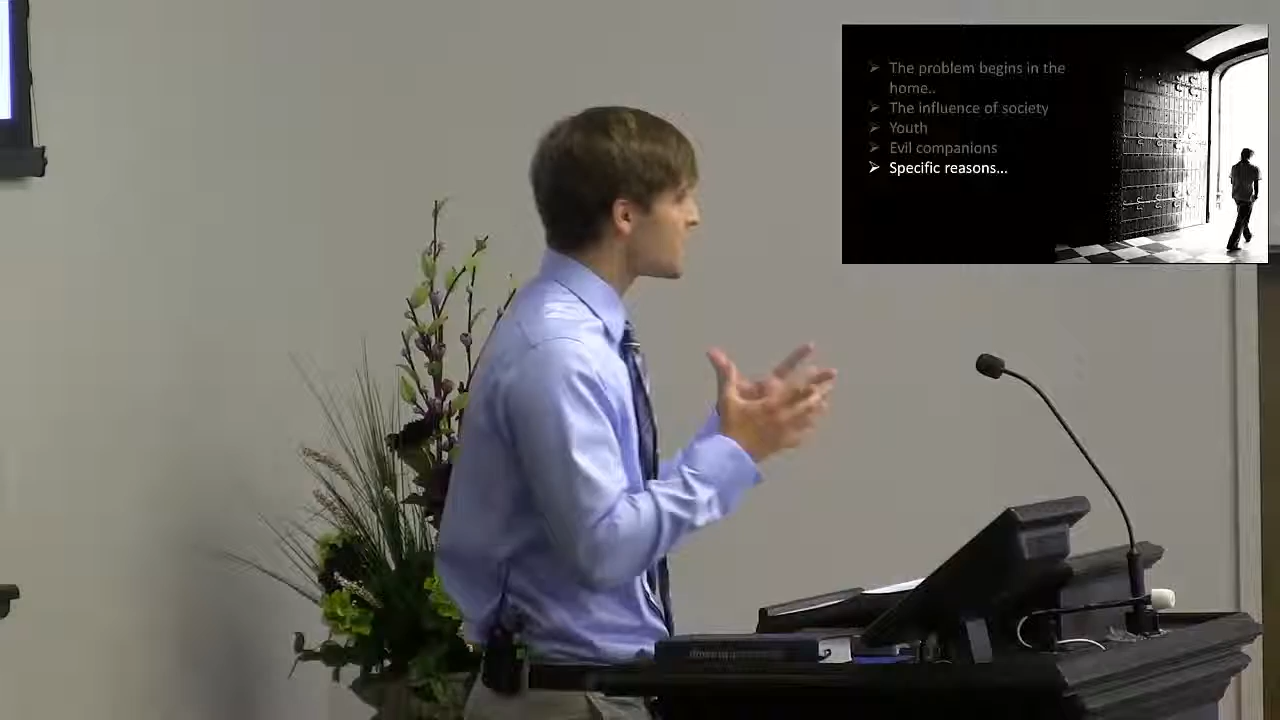 ➢ The problem begins in the
home..
➢ The influence of society
➢ Youth
➢ Evil companions
➢ Specific reasons...